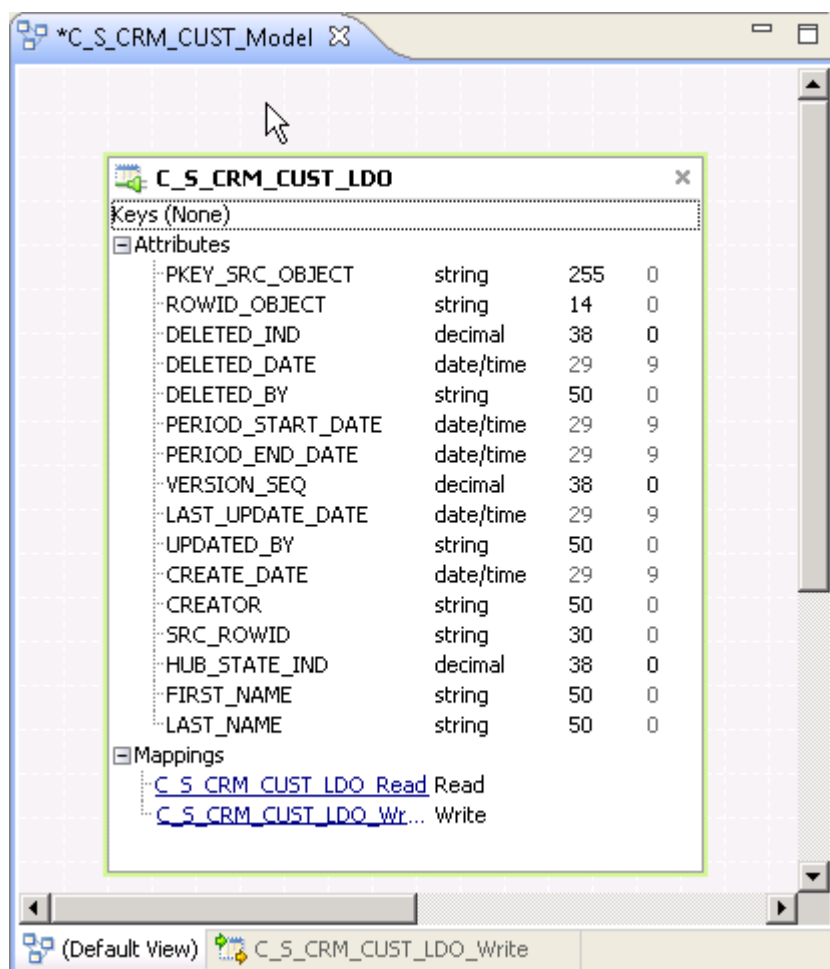 *C_S_CRM_CUST_Model
C_S_CRM_CUST_LDO
Keys (None)
Attributes
PKEY_SRC_OBJECT string 255 0
ROWID_OBJECT string 14 0
DELETED_IND decimal 38 0
DELETED_DATE date/time 29 9
DELETED_BY string 50 0
PERIOD_START_DATE date/time 29 9
PERIOD_END_DATE date/time 29 9
VERSION_SEQ decimal 38 0
LAST_UPDATE_DATE date/time 29 9
UPDATED_BY string 50 0
CREATE_DATE date/time 29 9
CREATOR string 50 0
SRC_ROWID string 30 0
HUB_STATE_IND decimal 38 0
FIRST_NAME string 50 0
LAST_NAME string 50 0
Mappings
C_S_CRM_CUST_LDO_Read Read
C_S_CRM_CUST_LDO_Wr... Write
(Default View) C_S_CRM_CUST_LDO_Write